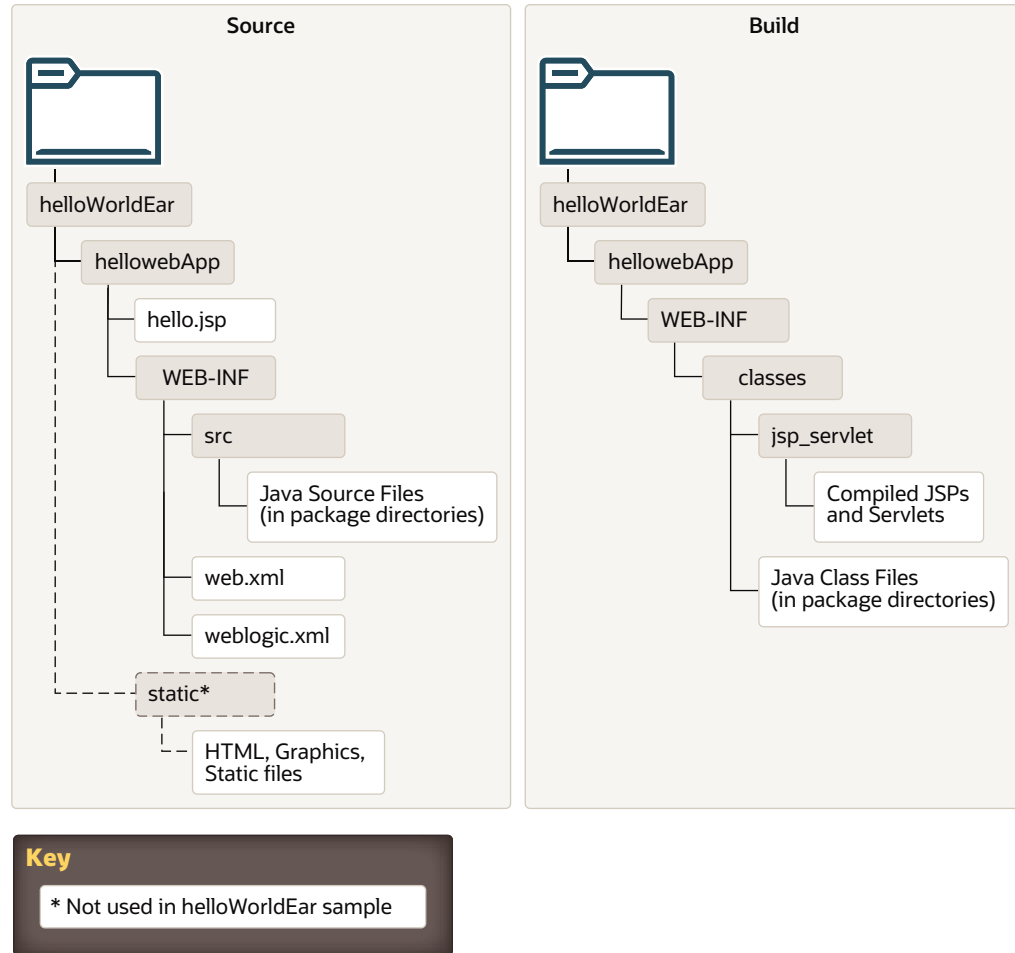 Source
helloWorldEar
hellowebApp
hello.jsp
WEB-INF
src
Java Source Files
(in package directories)
web.xml
weblogic.xml
static*
HTML, Graphics,
Static files
Build
helloWorldEar
hellowebApp
WEB-INF
classes
jsp_servlet
Compiled JSPs
and Servlets
Java Class Files
(in package directories)
Key
* Not used in helloWorldEar sample